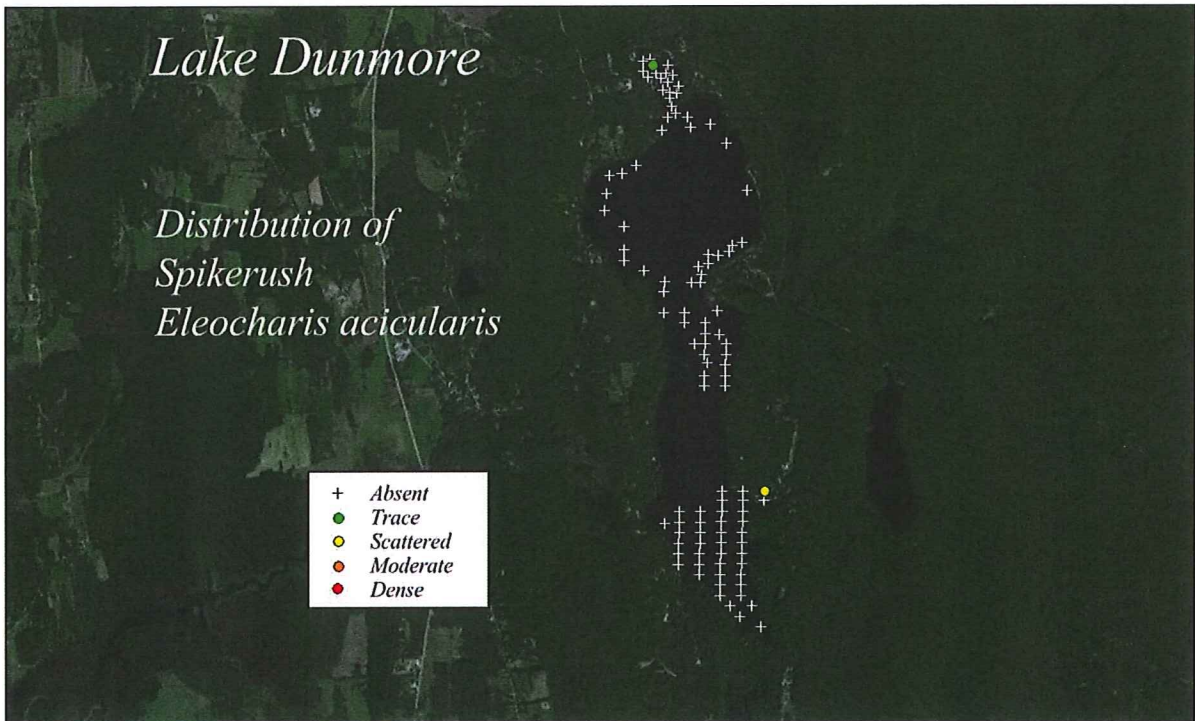 Lake Dunmore
Distribution of
Spikerush
Eleocharis acicularis
Absent
Trace
Scattered
Moderate
Dense